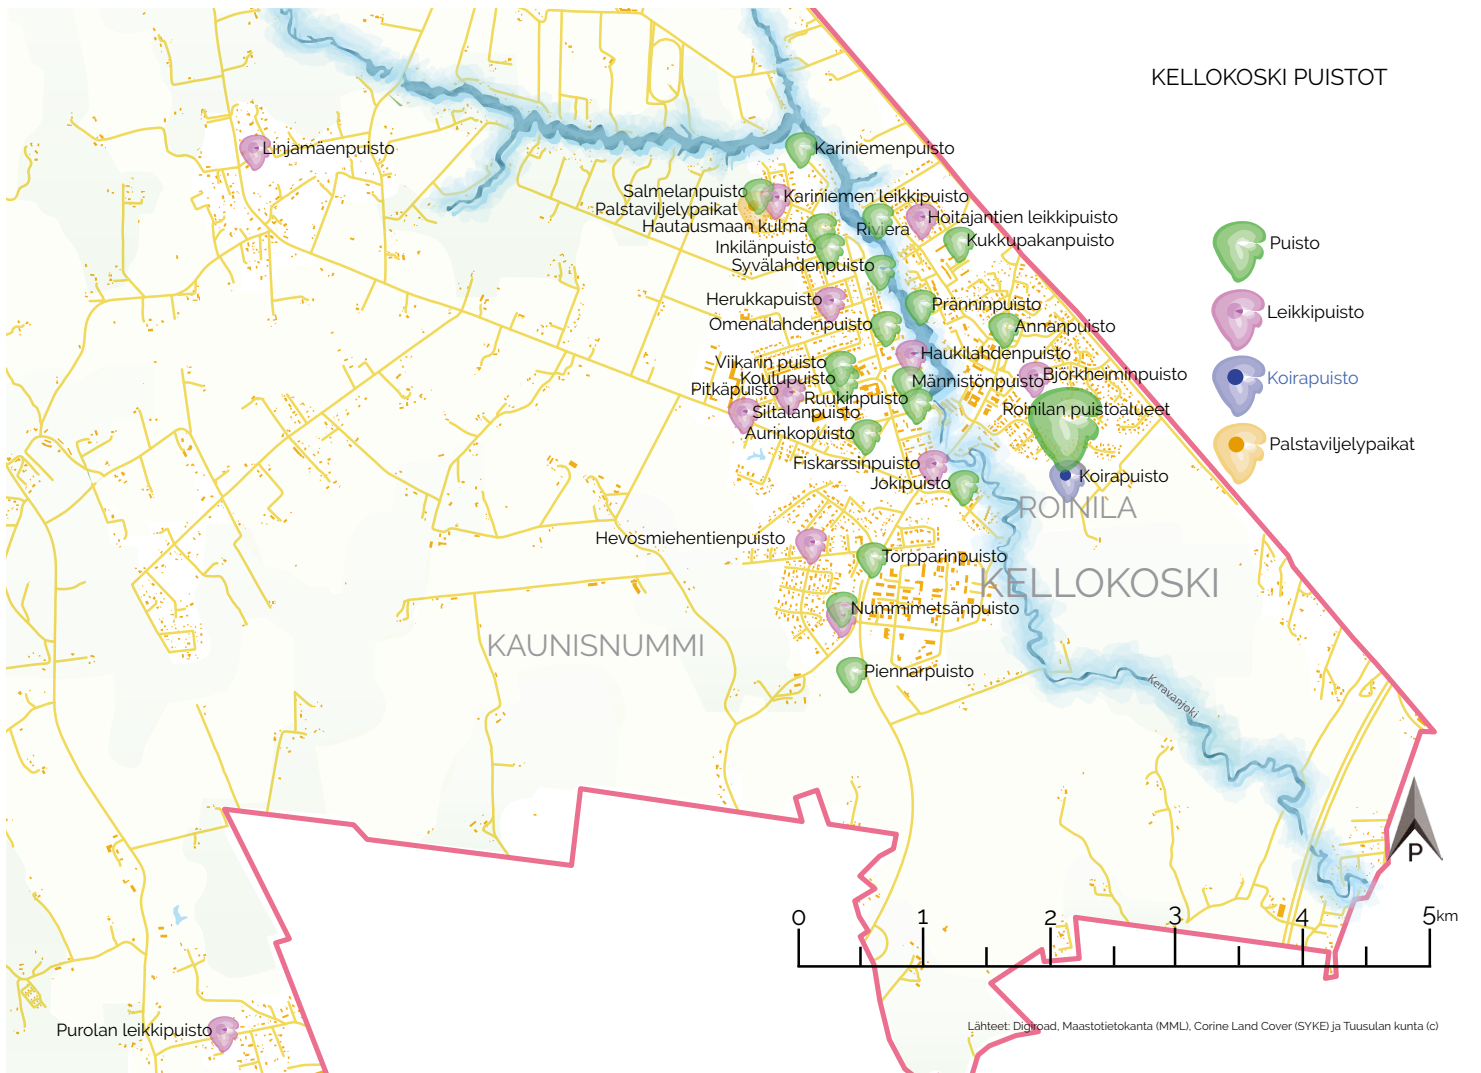 KELLOKOSKI PUISTOT
Linjamäenpuisto
Kariniemenpuisto
Salmelanpuisto
Kariniemen leikkipuisto
Palstaviljelypaikat
Hautausmaan kulma
Riviera
Hoitajantien leikkipuisto
Inkilänpuisto
Kukkupakanpuisto
Syvälahdenpuisto
Herukkapuisto
Pränninpuisto
Omenalahdenpuisto
Annanpuisto
Haukilahdenpuisto
Viikarin puisto
Koulupuisto
Männistönpuisto
Björkheiminpuisto
Pitkäpuisto
Ruukinpuisto
Siltalanpuisto
Roinilan puistoalueet
Aurinkopuisto
Fiskarssinpuisto
Jokipuisto
Koirapuisto
ROINILA
Hevosmiehentienpuisto
Torpparinpuisto
KELLOKOSKI
Nummimetsänpuisto
KAUNISNUMMI
Piennarpuisto
Keravanjoki
Purolan leikkipuisto
Puisto
Leikkipuisto
Koirapuisto
Palstaviljelypaikat
P
0 1 2 3 4 5km
Lähteet: Digiroad, Maastotietokanta (MML), Corine Land Cover (SYKE) ja Tuusulan kunta (c)